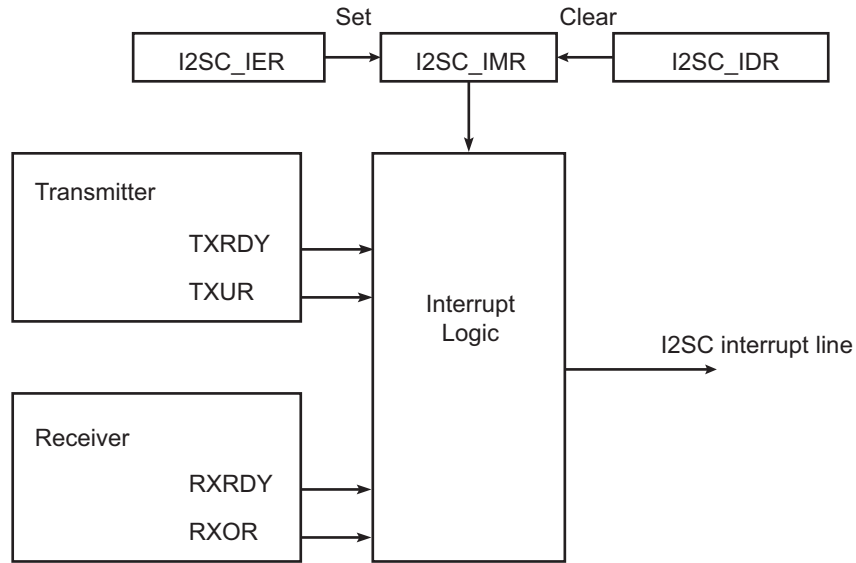 Set
Clear
I2SC_IER
I2SC_IMR
I2SC_IDR
Transmitter
TXRDY
TXUR
Interrupt
Logic
I2SC interrupt line
Receiver
RXRDY
RXOR